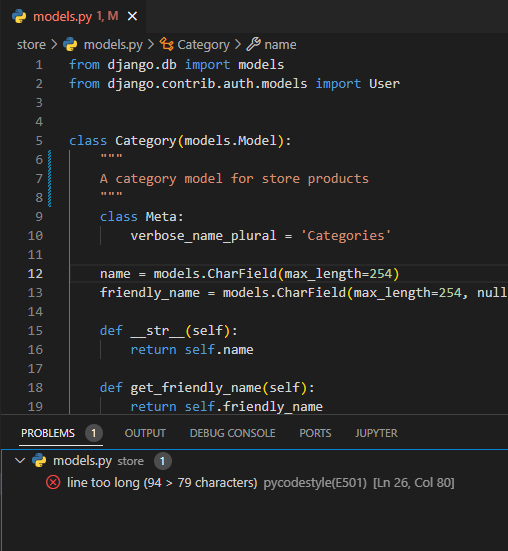 models.py 1, M
store > models.py > Category > name
1 from django.db import models
2 from django.contrib.auth.models import User
3
4
5 class Category(models.Model):
6 """
7 A category model for store products
8 """
9 class Meta:
10 verbose_name_plural = 'Categories'
11
12 name = models.CharField(max_length=254)
13 friendly_name = models.CharField(max_length=254, null
14
15 def __str__(self):
16 return self.name
17
18 def get_friendly_name(self):
19 return self.friendly_name
PROBLEMS 1 OUTPUT DEBUG CONSOLE PORTS JUPYTER
models.py store 1
line too long (94 > 79 characters) pycodestyle(E501) [Ln 26, Col 80]